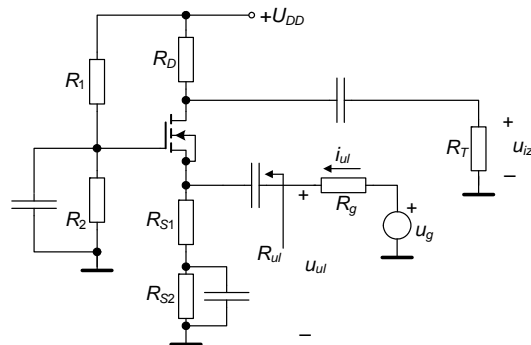 +U_DD
R_D
R_1
+
i_ul
R_T
u_iz
+
+
R_2
R_S1
R_g
u_g
−
R_ul
u_ul
R_S2
−